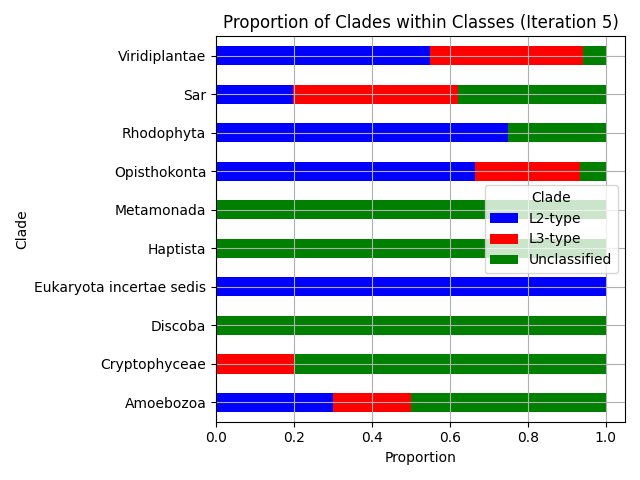 Proportion of Clades within Classes (Iteration 5)
Viridiplantae
Sar
Rhodophyta
Opisthokonta
Metamonada
Haptista
Eukaryota incertae sedis
Discoba
Cryptophyceae
Amoebozoa
Clade
Clade
L2-type
L3-type
Unclassified
0.0 0.2 0.4 0.6 0.8 1.0
Proportion